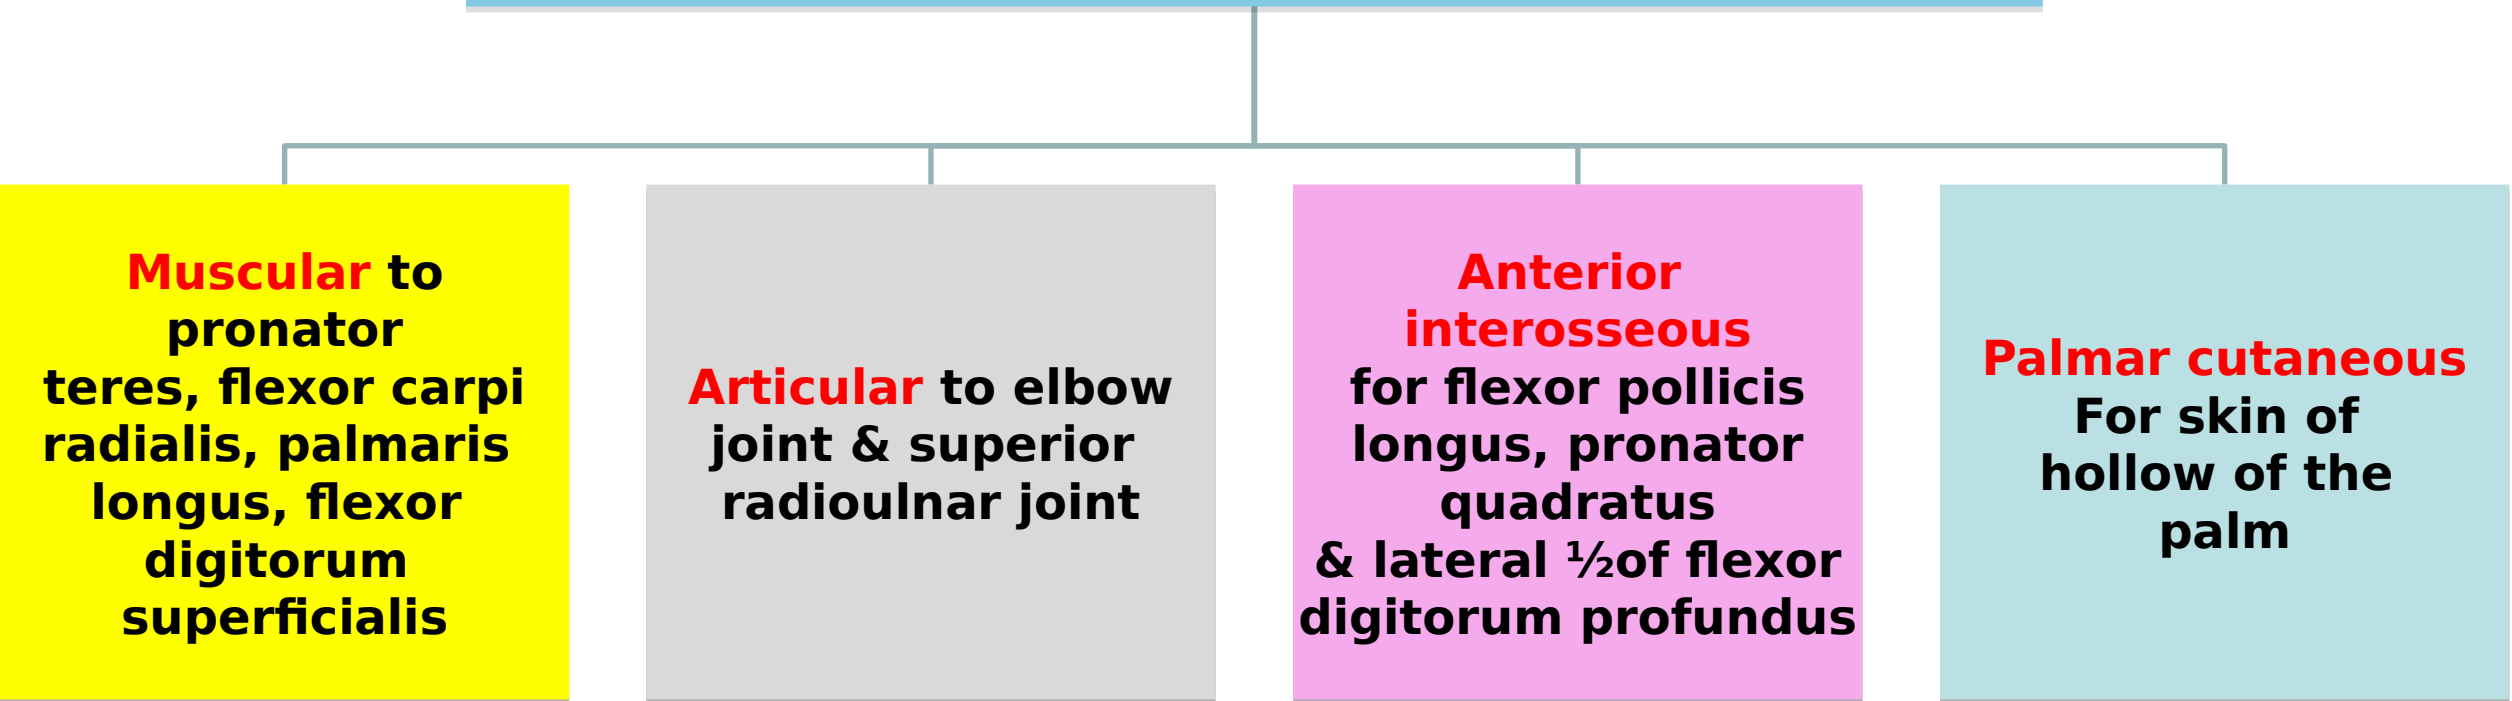 Muscular to
pronator
teres, flexor carpi
radialis, palmaris
longus, flexor
digitorum
superficialis
Articular to elbow
joint & superior
radioulnar joint
Anterior
interosseous
for flexor pollicis
longus, pronator
quadratus
& lateral ½of flexor
digitorum profundus
Palmar cutaneous
For skin of
hollow of the
palm